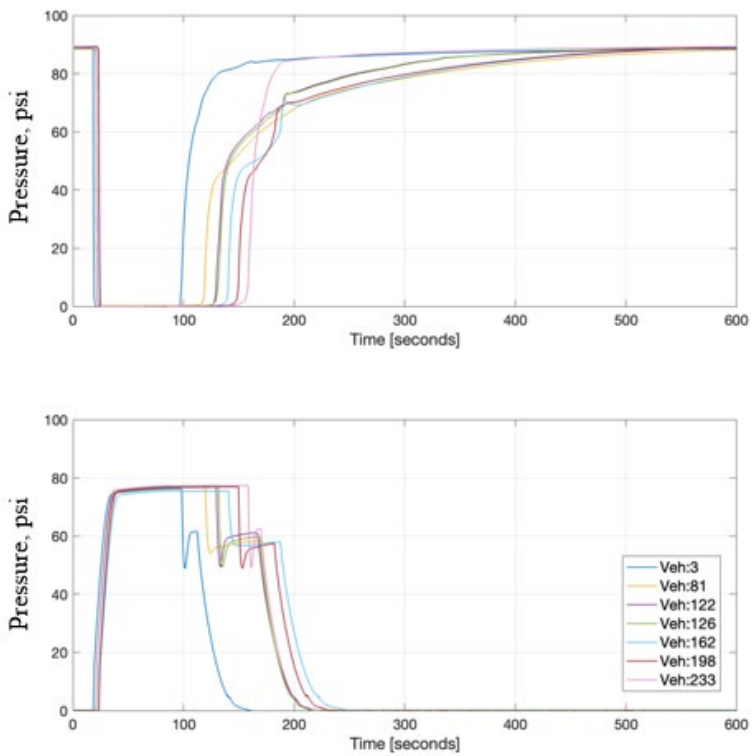 100
80
60
40
20
0
Pressure, psi
0 100 200 300 400 500 600
Time [seconds]
100
80
60
40
20
0
Pressure, psi
Veh:3
Veh:81
Veh:122
Veh:126
Veh:162
Veh:198
Veh:233
0 100 200 300 400 500 600
Time [seconds]